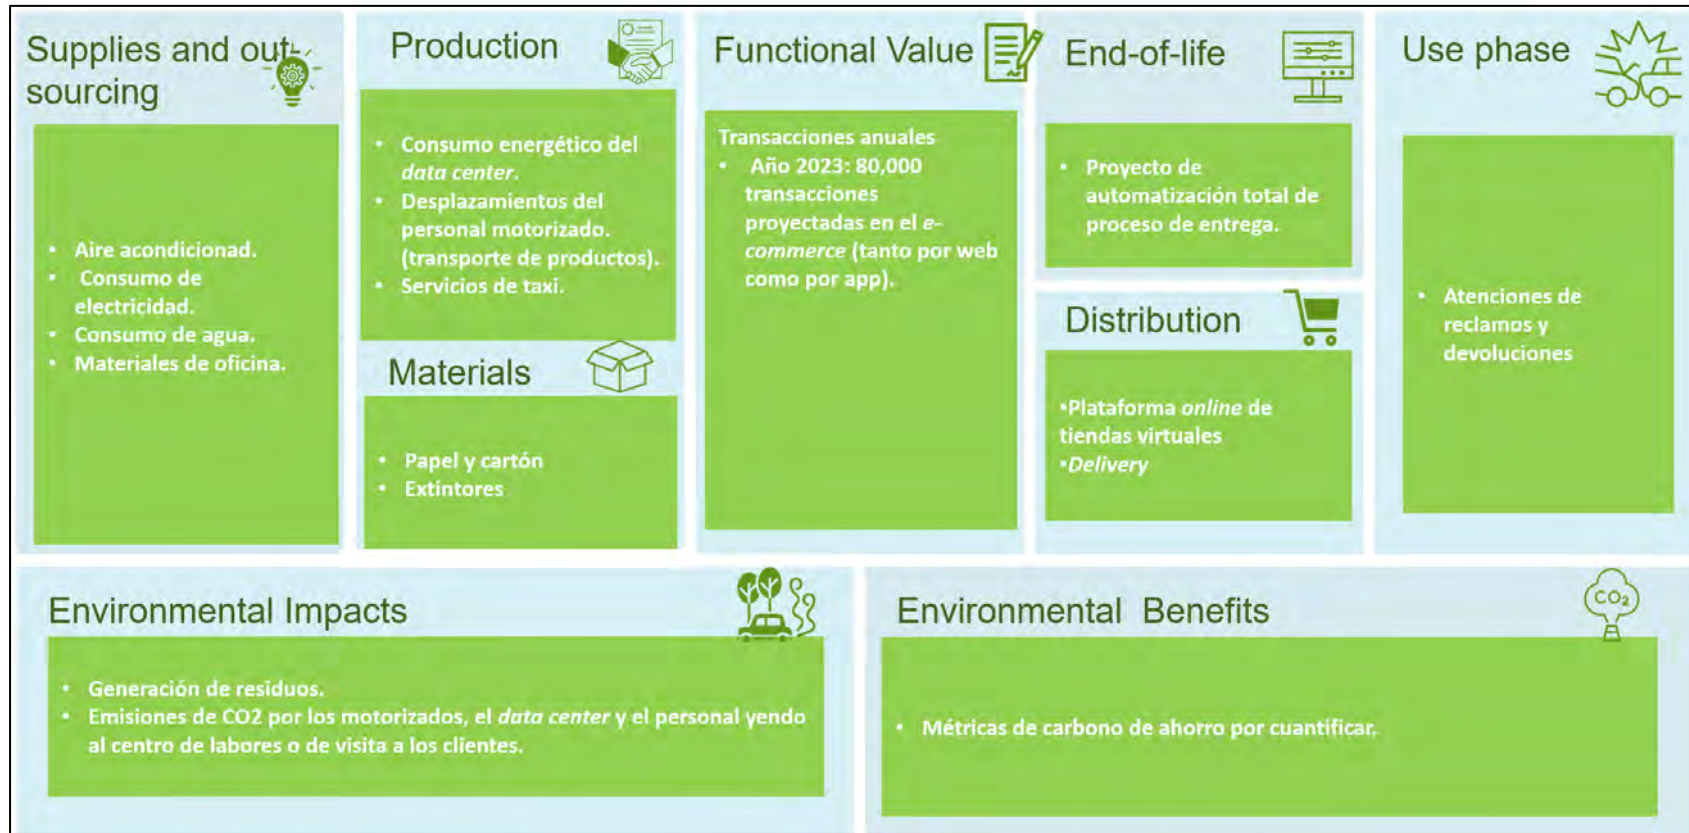 Supplies and out-
sourcing
• Aire acondicionad.
• Consumo de
electricidad.
• Consumo de agua.
• Materiales de oficina.
Production
• Consumo energético del
data center.
• Desplazamientos del
personal motorizado.
(transporte de productos).
• Servicios de taxi.
Materials
• Papel y cartón
• Extintores
Functional Value
Transacciones anuales
• Año 2023: 80,000
transacciones
proyectadas en el e-
commerce (tanto por web
como por app).
End-of-life
• Proyecto de
automatización total de
proceso de entrega.
Distribution
▪Plataforma online de
tiendas virtuales
▪Delivery
Use phase
• Atenciones de
reclamos y
devoluciones
Environmental Impacts
• Generación de residuos.
• Emisiones de CO2 por los motorizados, el data center y el personal yendo
al centro de labores o de visita a los clientes.
Environmental Benefits
CO2
• Métricas de carbono de ahorro por cuantificar.